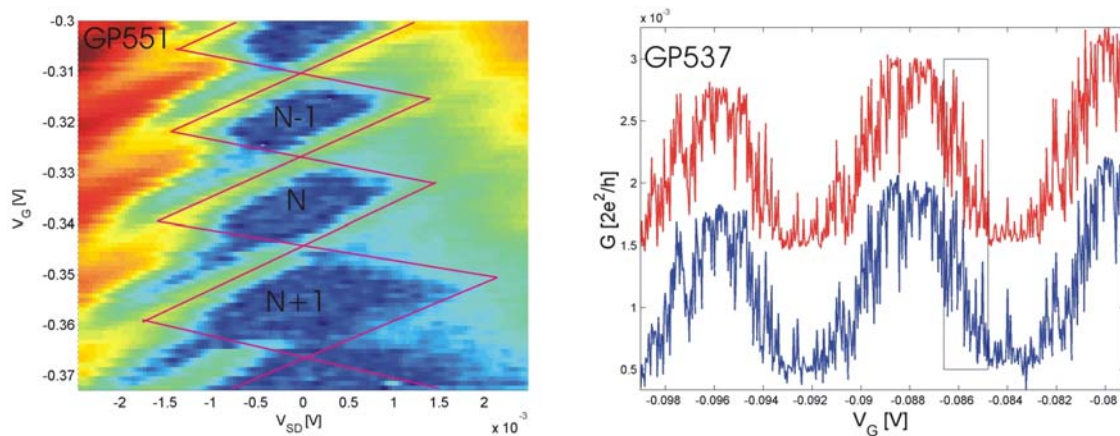 GP551
-0.3
-0.31
-0.32
-0.33
-0.34
-0.35
-0.36
-0.37
V_G [V]
N-1
N
N+1
-2 -1.5 -1 -0.5 0 0.5 1 1.5 2
V_SD [V]
x 10^-3
x 10^-3
GP537
3
2.5
2
1.5
1
0.5
G [2e^2/h]
-0.098 -0.096 -0.094 -0.092 -0.09 -0.088 -0.086 -0.084 -0.082 -0.08
V_G [V]